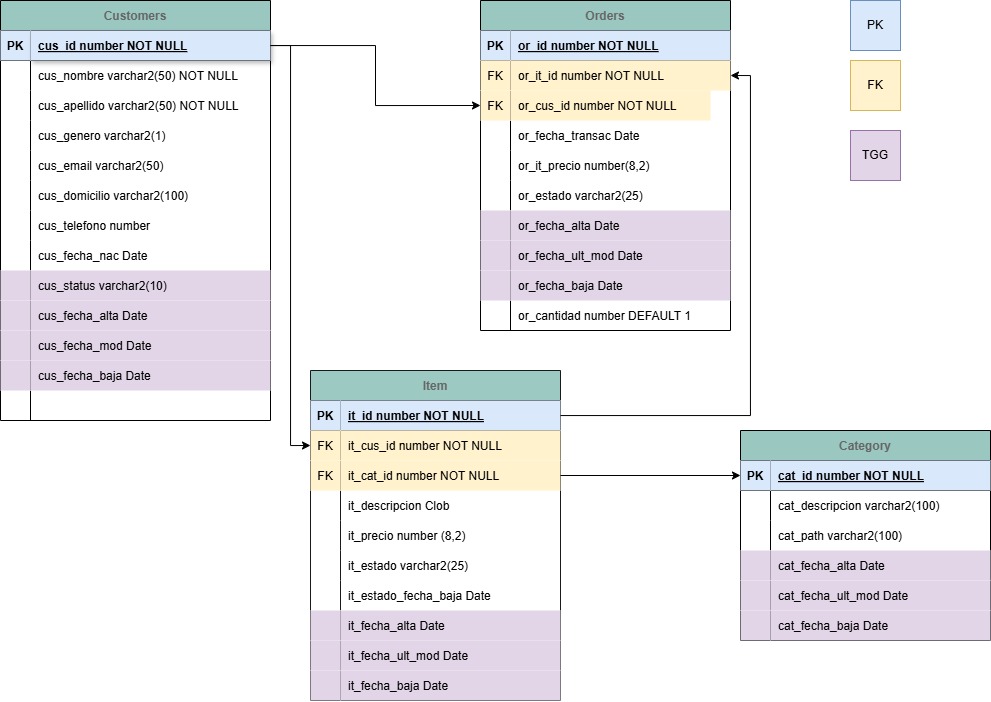 Customers
PK cus_id number NOT NULL
cus_nombre varchar2(50) NOT NULL
cus_apellido varchar2(50) NOT NULL
cus_genero varchar2(1)
cus_email varchar2(50)
cus_domicilio varchar2(100)
cus_telefono number
cus_fecha_nac Date
cus_status varchar2(10)
cus_fecha_alta Date
cus_fecha_mod Date
cus_fecha_baja Date
Orders
PK or_id number NOT NULL
FK or_it_id number NOT NULL
FK or_cus_id number NOT NULL
or_fecha_transac Date
or_it_precio number(8,2)
or_estado varchar2(25)
or_fecha_alta Date
or_fecha_ult_mod Date
or_fecha_baja Date
or_cantidad number DEFAULT 1
PK
FK
TGG
Item
PK it_id number NOT NULL
FK it_cus_id number NOT NULL
FK it_cat_id number NOT NULL
it_descripcion Clob
it_precio number (8,2)
it_estado varchar2(25)
it_estado_fecha_baja Date
it_fecha_alta Date
it_fecha_ult_mod Date
it_fecha_baja Date
Category
PK cat_id number NOT NULL
cat_descripcion varchar2(100)
cat_path varchar2(100)
cat_fecha_alta Date
cat_fecha_ult_mod Date
cat_fecha_baja Date